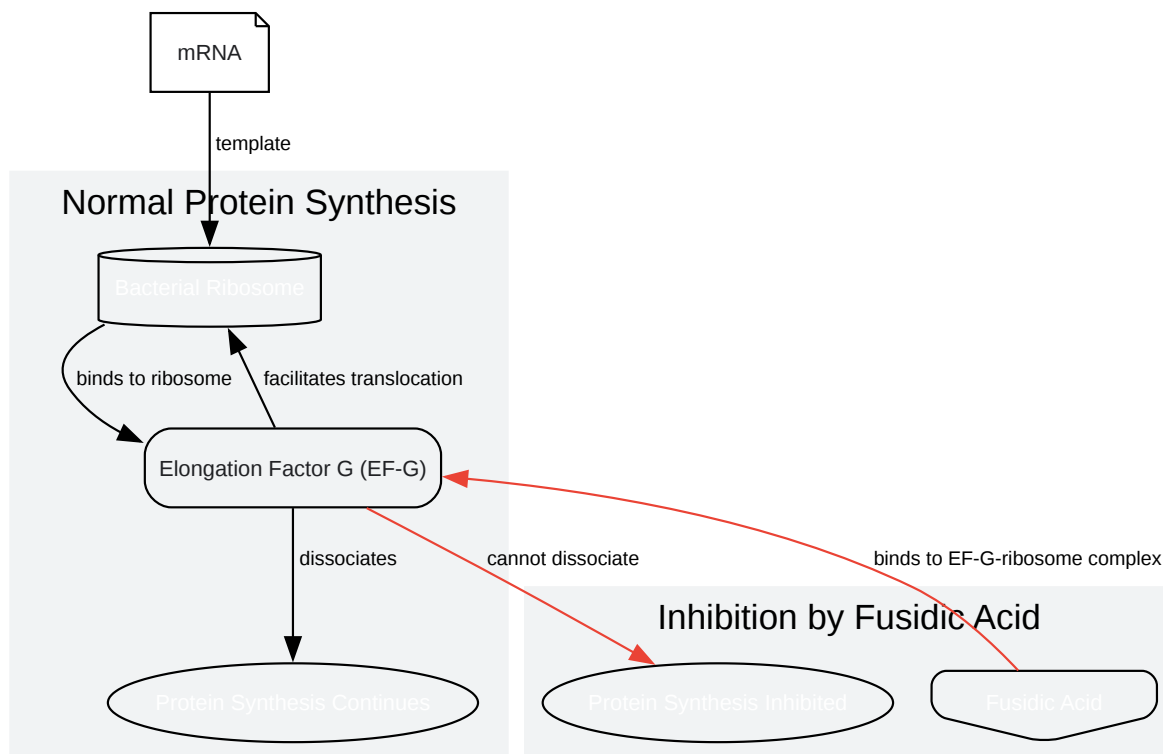 mRNA
template
Normal Protein Synthesis
Bacterial Ribosome
binds to ribosome
facilitates translocation
Elongation Factor G (EF-G)
dissociates
cannot dissociate
binds to EF-G-ribosome complex
Inhibition by Fusidic Acid
Protein Synthesis Continues
Protein Synthesis Inhibited
Fusidic Acid